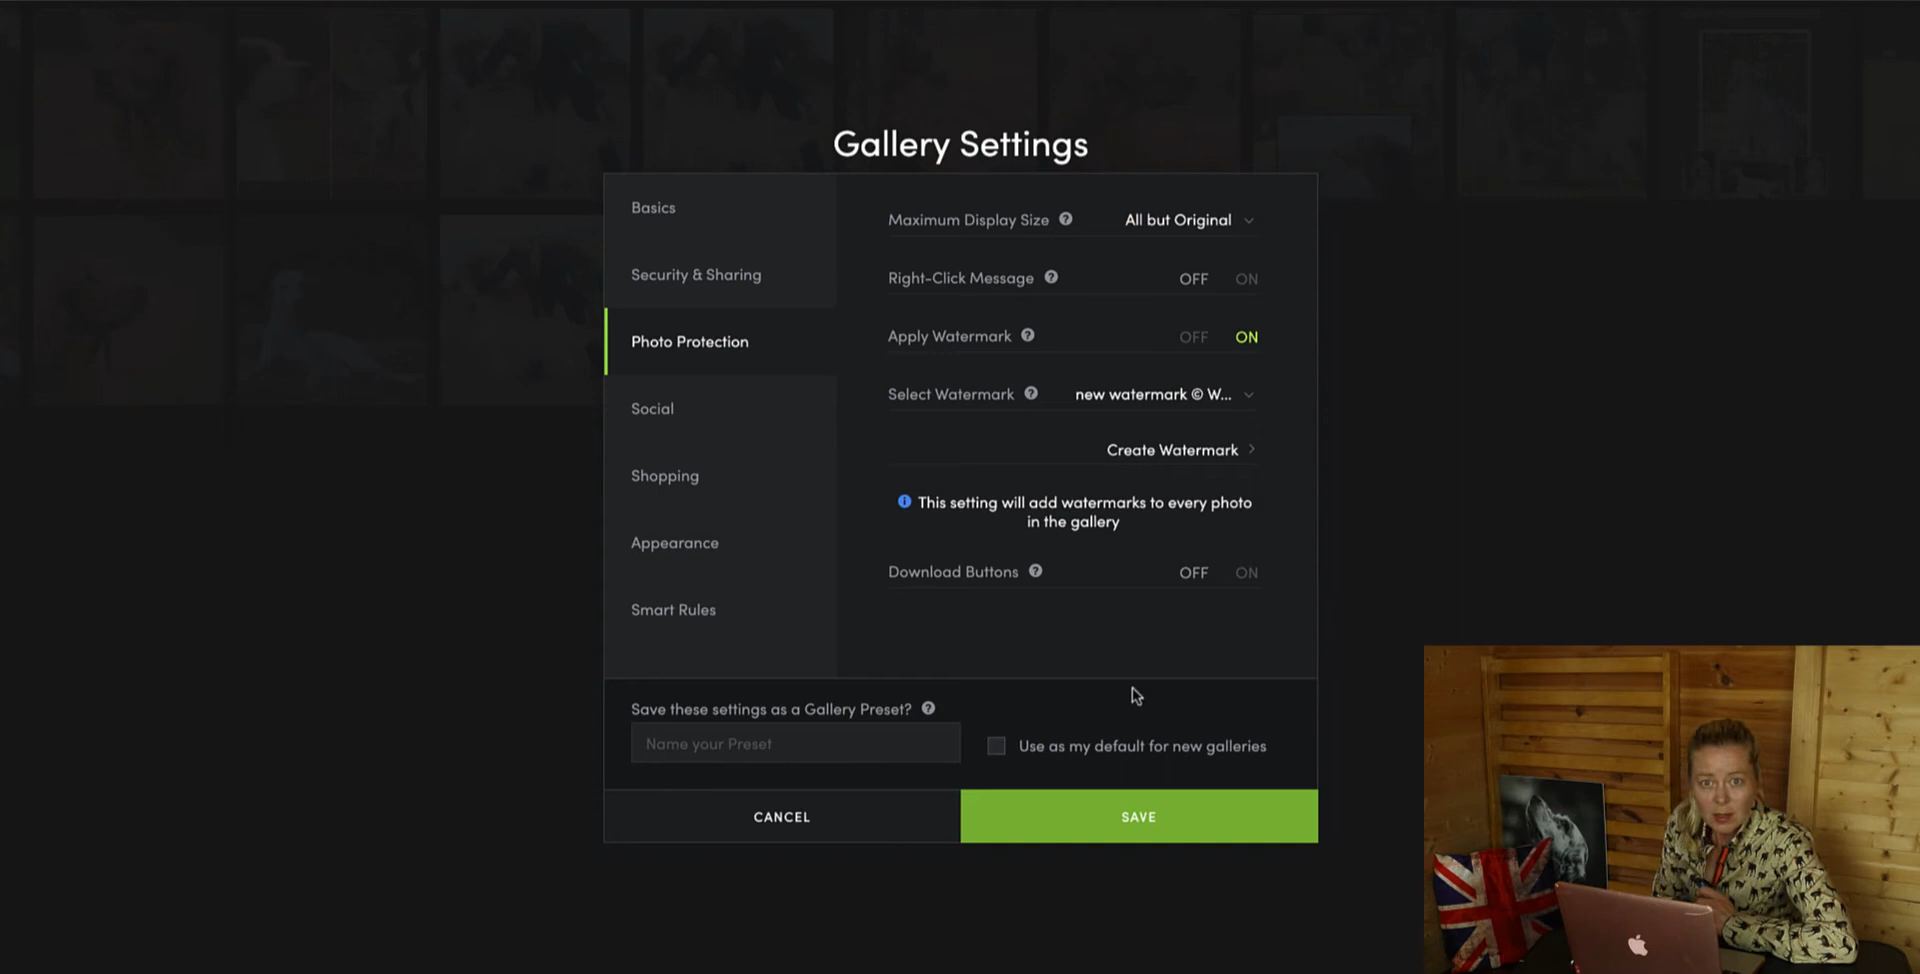 Gallery Settings
Basics
Security & Sharing
Photo Protection
Social
Shopping
Appearance
Smart Rules
Maximum Display Size ? All but Original
Right-Click Message ? OFF ON
Apply Watermark ? OFF ON
Select Watermark ? new watermark © W...
Create Watermark
i This setting will add watermarks to every photo
in the gallery
Download Buttons ? OFF ON
Save these settings as a Gallery Preset? ?
Name your Preset
Use as my default for new galleries
CANCEL
SAVE